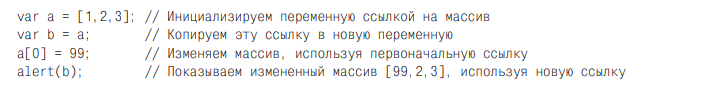 var a = [1,2,3]; // Инициализируем переменную ссылкой на массив
var b = a;       // Копируем эту ссылку в новую переменную
a[0] = 99;       // Изменяем массив, используя первоначальную ссылку
alert(b);        // Показываем измененный массив [99,2,3], используя новую ссылку